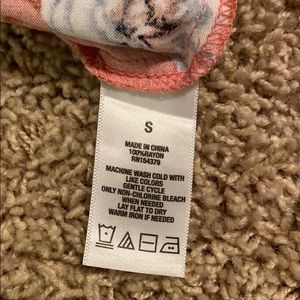 S
MADE IN CHINA
100%RAYON
RN154379
MACHINE WASH COLD WITH
LIKE COLORS
GENTLE CYCLE
ONLY NON-CHLORINE BLEACH
WHEN NEEDED
LAY FLAT TO DRY
WARM IRON IF NEEDED